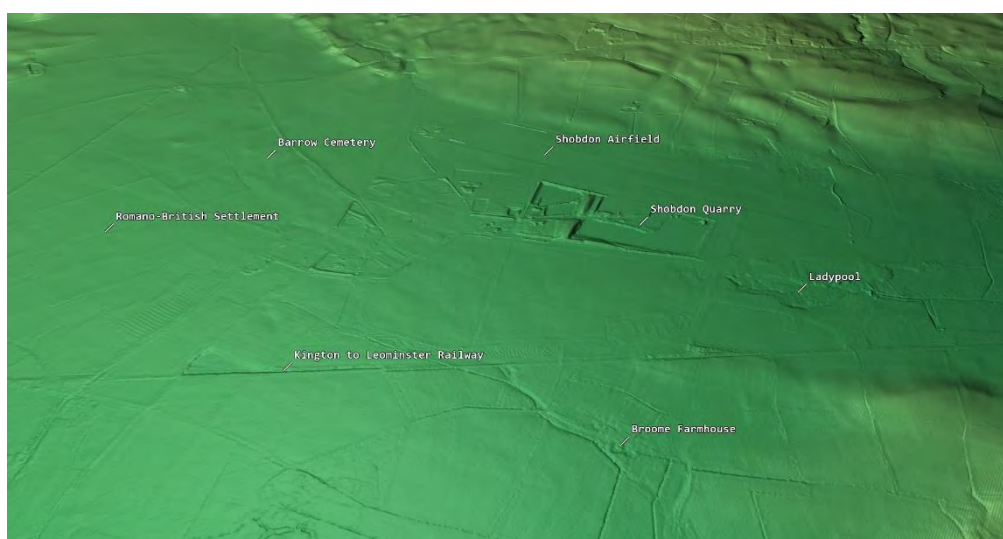 Barrow Cemetery
Shobdon Airfield
Romano-British Settlement
Shobdon Quarry
Ladypool
Kington to Leominster Railway
Broome Farmhouse